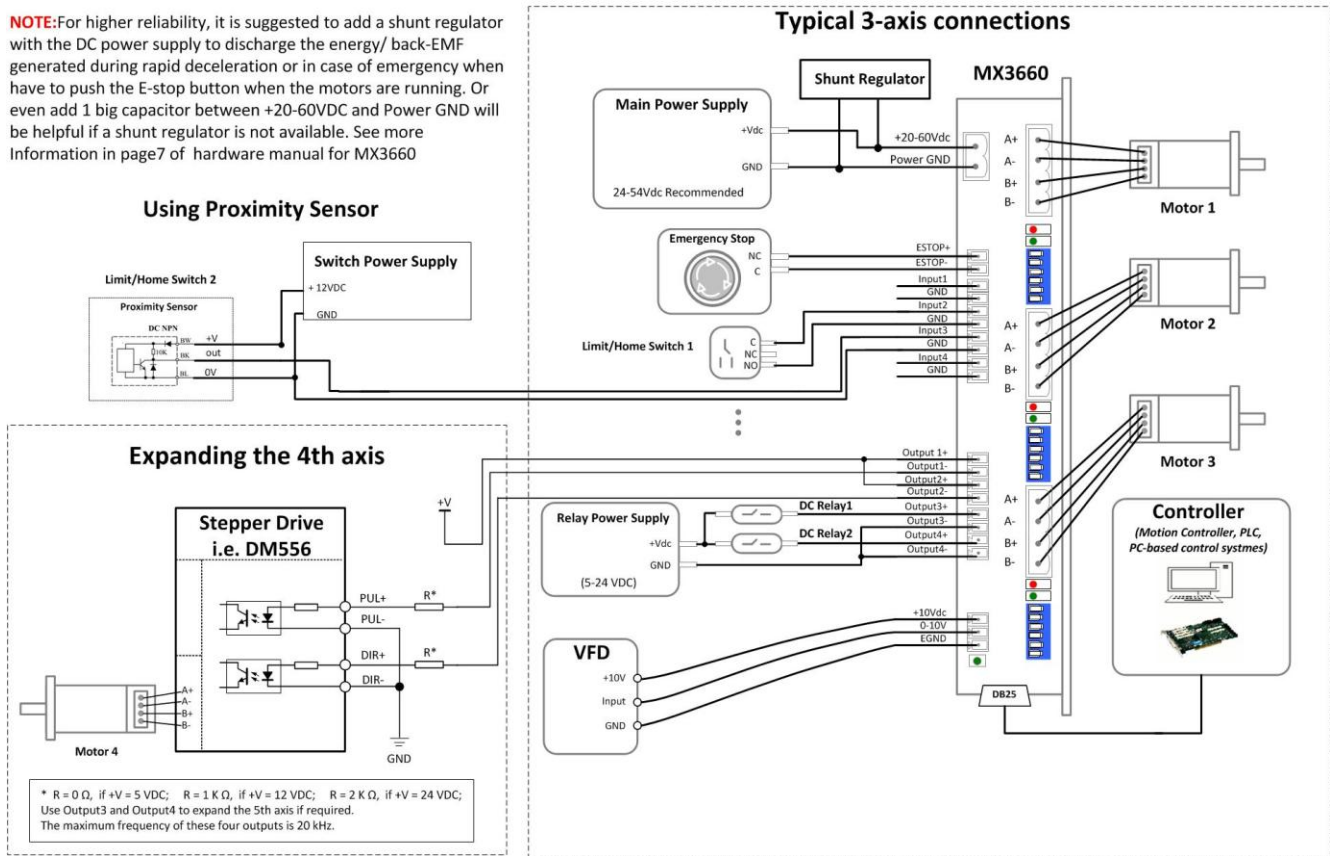 NOTE:For higher reliability, it is suggested to add a shunt regulator
with the DC power supply to discharge the energy/ back-EMF
generated during rapid deceleration or in case of emergency when
have to push the E-stop button when the motors are running. Or
even add 1 big capacitor between +20-60VDC and Power GND will
be helpful if a shunt regulator is not available. See more
Information in page7 of  hardware manual for MX3660
Using Proximity Sensor
Limit/Home Switch 2
Proximity Sensor
DC NPN
10K
BW
+V
BK
out
BL
0V
Switch Power Supply
+ 12VDC
GND
Typical 3-axis connections
Shunt Regulator
MX3660
Main Power Supply
+Vdc
GND
24-54Vdc Recommended
+20-60Vdc
Power GND
A+
A-
B+
B-
Motor 1
Emergency Stop
NC
C
ESTOP+
ESTOP-
Input1
GND
Input2
GND
Input3
GND
Input4
GND
Limit/Home Switch 1
C
NC
NO
A+
A-
B+
B-
Motor 2
Output 1+
Output1-
Output2+
Output2-
Output3+
Output3-
Output4+
Output4-
DC Relay1
DC Relay2
Relay Power Supply
+Vdc
GND
(5-24 VDC)
A+
A-
B+
B-
Motor 3
+10Vdc
0-10V
EGND
VFD
+10V
Input
GND
DB25
Controller
(Motion Controller, PLC,
PC-based control systmes)
Expanding the 4th axis
+V
Stepper Drive
i.e. DM556
PUL+
R*
PUL-
DIR+
R*
DIR-
GND
A+
A-
B+
B-
Motor 4
* R = 0 Ω, if +V = 5 VDC;   R = 1 K Ω, if +V = 12 VDC;   R = 2 K Ω, if +V = 24 VDC;
Use Output3 and Output4 to expand the 5th axis if required.
The maximum frequency of these four outputs is 20 kHz.